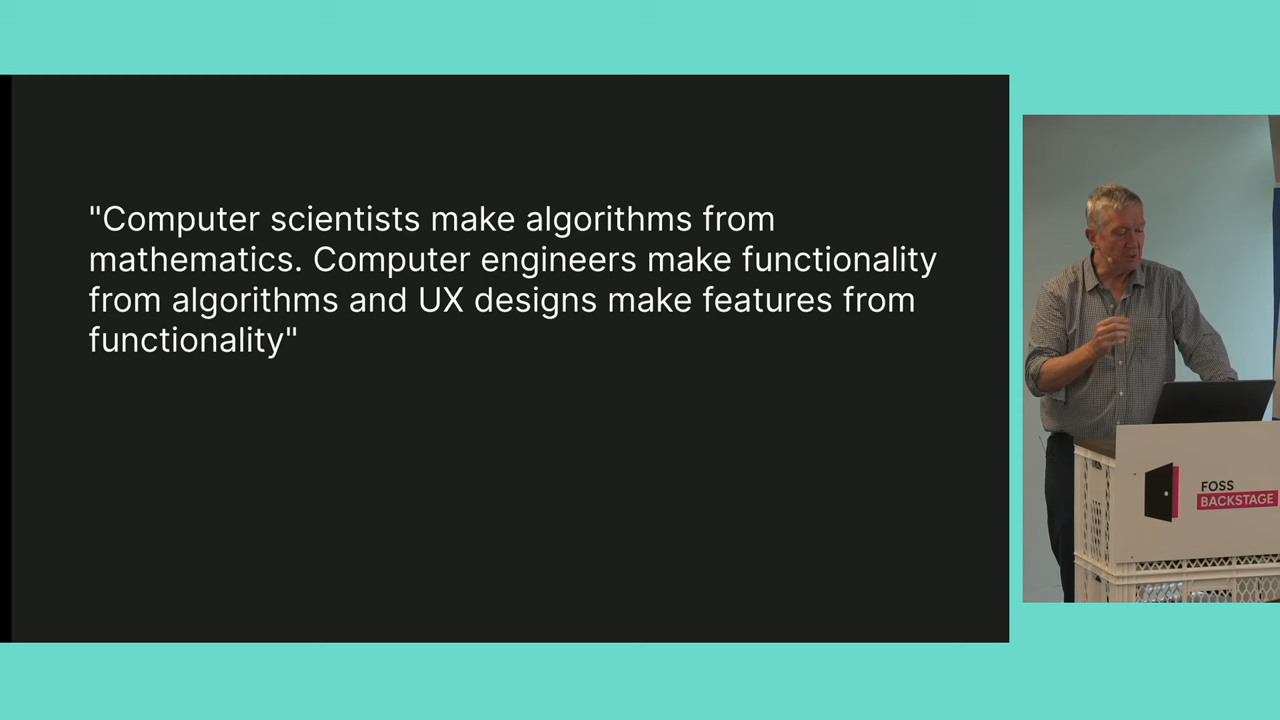 "Computer scientists make algorithms from
mathematics. Computer engineers make functionality
from algorithms and UX designs make features from
functionality"
FOSS
BACKSTAGE